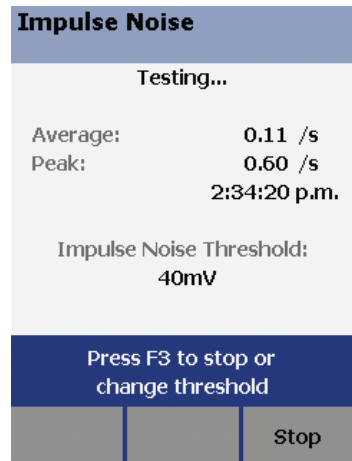 Impulse Noise
Testing...
Average: 0.11 /s
Peak: 0.60 /s
2:34:20 p.m.
Impulse Noise Threshold:
40mV
Press F3 to stop or
change threshold
Stop